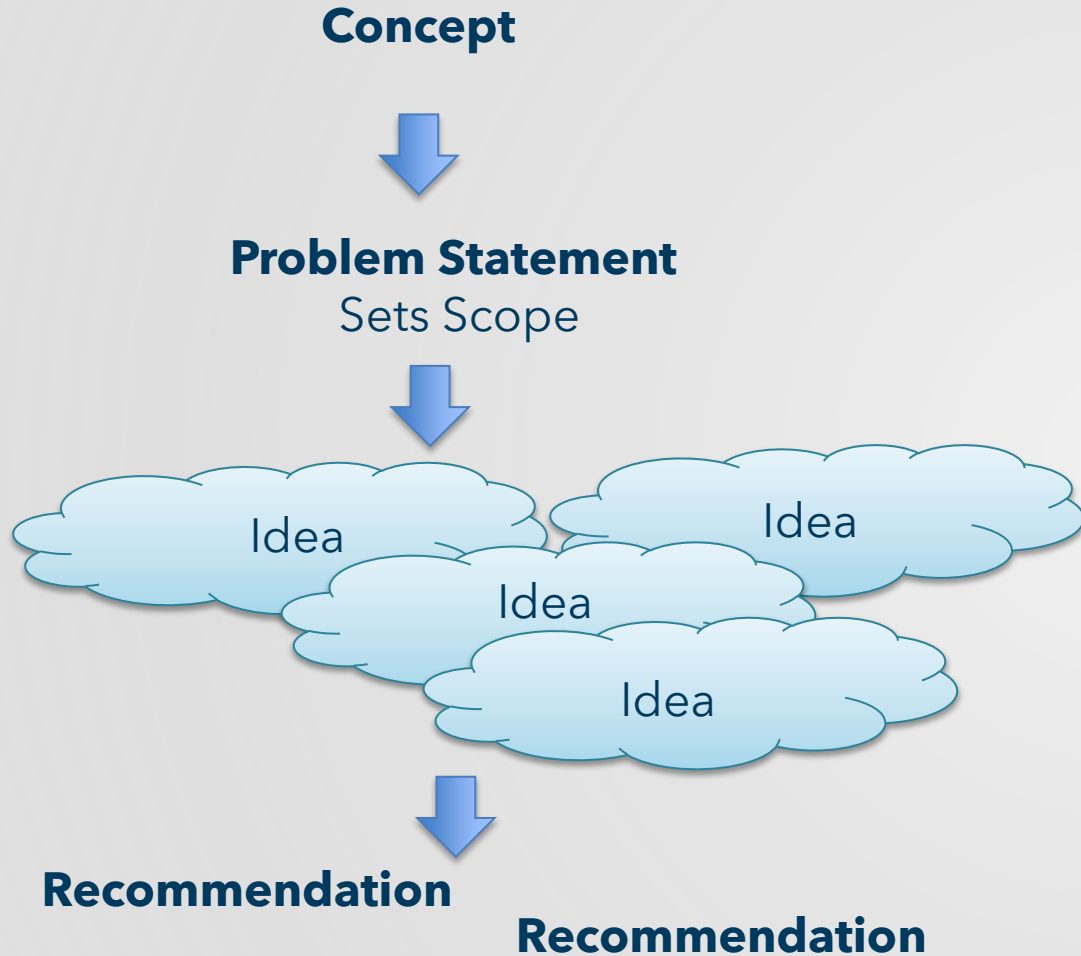 Concept
Problem Statement
Sets Scope
Idea
Idea
Idea
Idea
Recommendation
Recommendation